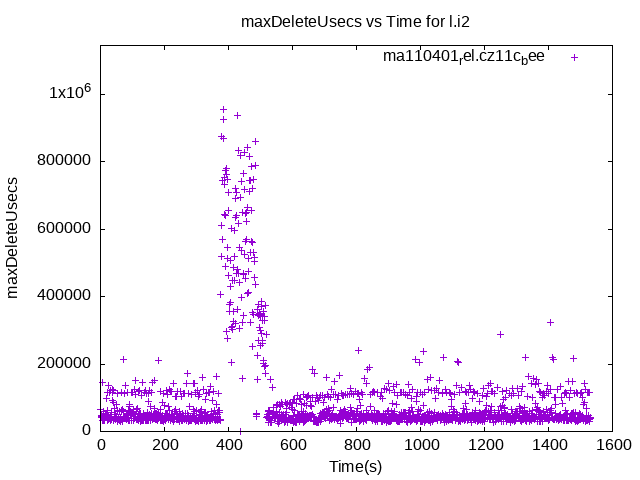 maxDeleteUsecs vs Time for l.i2
ma110401rel.cz11cbee
maxDeleteUsecs
1x10^6
800000
600000
400000
200000
0
0 200 400 600 800 1000 1200 1400 1600
Time(s)